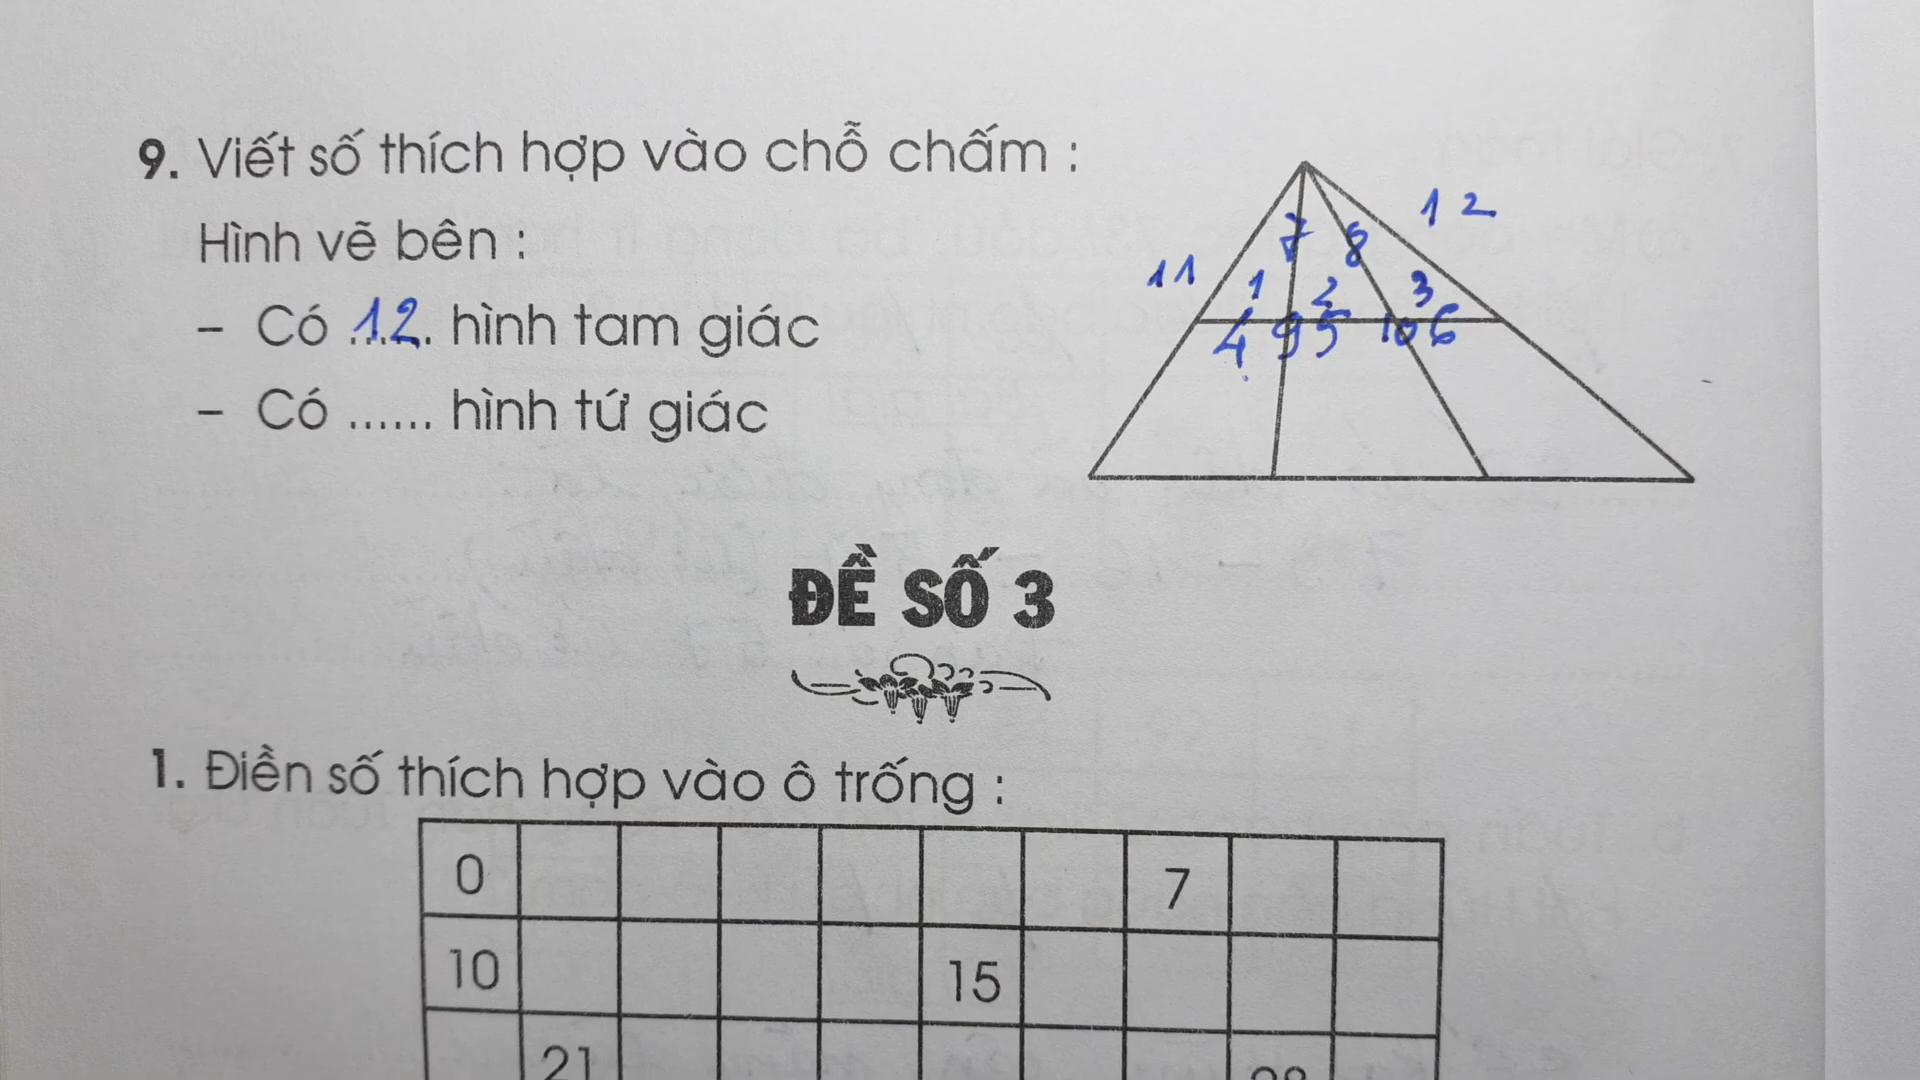 9. Viết số thích hợp vào chỗ chấm :
Hình vẽ bên :
– Có 12 hình tam giác
– Có ...... hình tứ giác
12
7 8
11 1 2 3
4 9 5 10 6
ĐỀ SỐ 3
1. Điền số thích hợp vào ô trống :
0 7
10 15
21